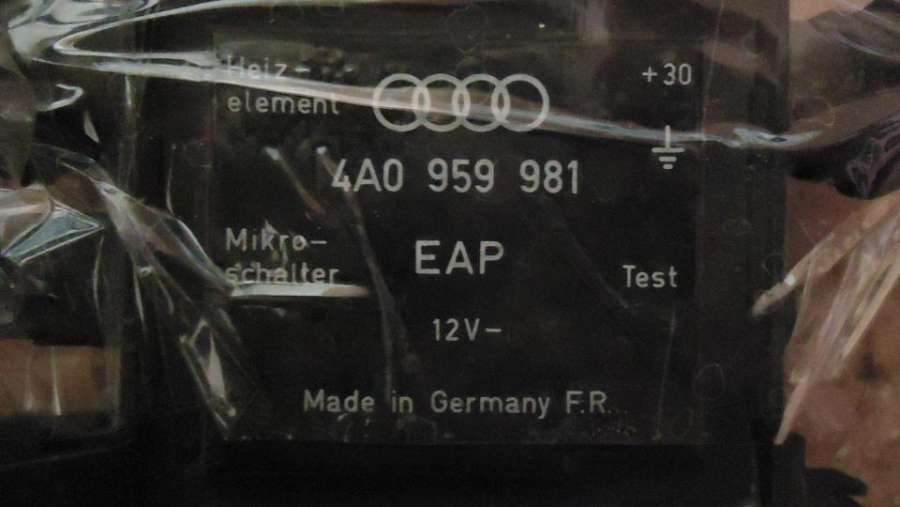 Heiz-
element
+30
4A0 959 981
Mikro-
schalter
EAP
Test
12V-
Made in Germany F.R.